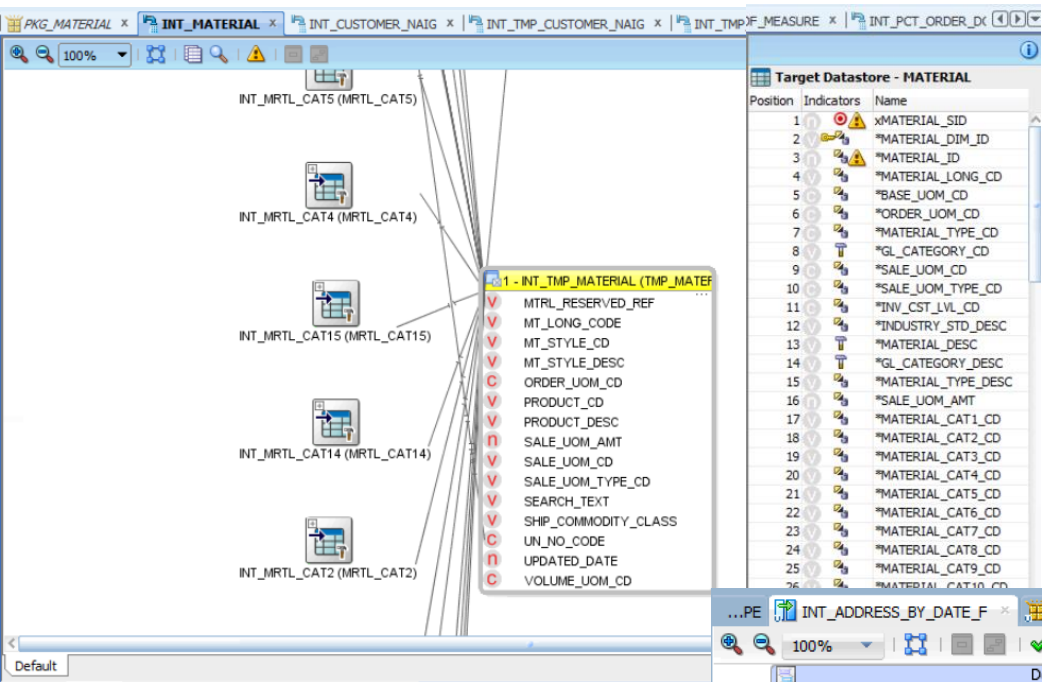 PKG_MATERIAL x INT_MATERIAL x INT_CUSTOMER_NAIG x INT_TMP_CUSTOMER_NAIG x INT_TMP
F_MEASURE x INT_PCT_ORDER_D
100%
INT_MRTL_CAT5 (MRTL_CAT5)
INT_MRTL_CAT4 (MRTL_CAT4)
INT_MRTL_CAT15 (MRTL_CAT15)
INT_MRTL_CAT14 (MRTL_CAT14)
INT_MRTL_CAT2 (MRTL_CAT2)
1 - INT_TMP_MATERIAL (TMP_MATE
...
V MTRL_RESERVED_REF
V MT_LONG_CODE
V MT_STYLE_CD
V MT_STYLE_DESC
C ORDER_UOM_CD
V PRODUCT_CD
V PRODUCT_DESC
n SALE_UOM_AMT
V SALE_UOM_CD
V SALE_UOM_TYPE_CD
V SEARCH_TEXT
V SHIP_COMMODITY_CLASS
C UN_NO_CODE
n UPDATED_DATE
C VOLUME_UOM_CD
Default
Target Datastore - MATERIAL
Position Indicators Name
1 n xMATERIAL_SID
2 V *MATERIAL_DIM_ID
3 n *MATERIAL_ID
4 V *MATERIAL_LONG_CD
5 C *BASE_UOM_CD
6 C *ORDER_UOM_CD
7 C *MATERIAL_TYPE_CD
8 V *GL_CATEGORY_CD
9 C *SALE_UOM_CD
10 C *SALE_UOM_TYPE_CD
11 C *INV_CST_LVL_CD
12 V *INDUSTRY_STD_DESC
13 V *MATERIAL_DESC
14 V *GL_CATEGORY_DESC
15 V *MATERIAL_TYPE_DESC
16 n *SALE_UOM_AMT
17 V *MATERIAL_CAT1_CD
18 V *MATERIAL_CAT2_CD
19 V *MATERIAL_CAT3_CD
20 V *MATERIAL_CAT4_CD
21 V *MATERIAL_CAT5_CD
22 V *MATERIAL_CAT6_CD
23 V *MATERIAL_CAT7_CD
24 V *MATERIAL_CAT8_CD
25 V *MATERIAL_CAT9_CD
26 *MATERIAL_CAT10_CD
...PE INT_ADDRESS_BY_DATE_F ×
100%
D